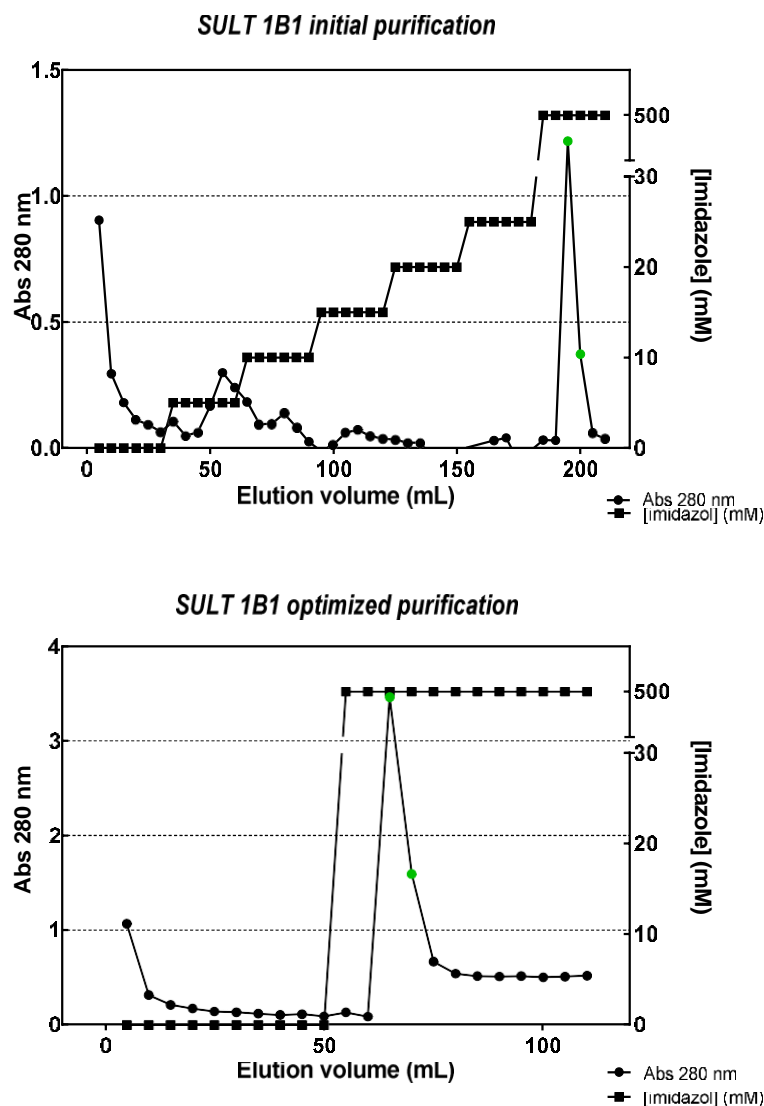 SULT 1B1 initial purification
1.5
1.0
0.5
0.0
Abs 280 nm
500
30
20
10
0
[Imidazole] (mM)
0 50 100 150 200
Elution volume (mL)
Abs 280 nm
[imidazol] (mM)
SULT 1B1 optimized purification
4
3
2
1
0
Abs 280 nm
500
30
20
10
0
[Imidazole] (mM)
0 50 100
Elution volume (mL)
Abs 280 nm
[imidazol] (mM)